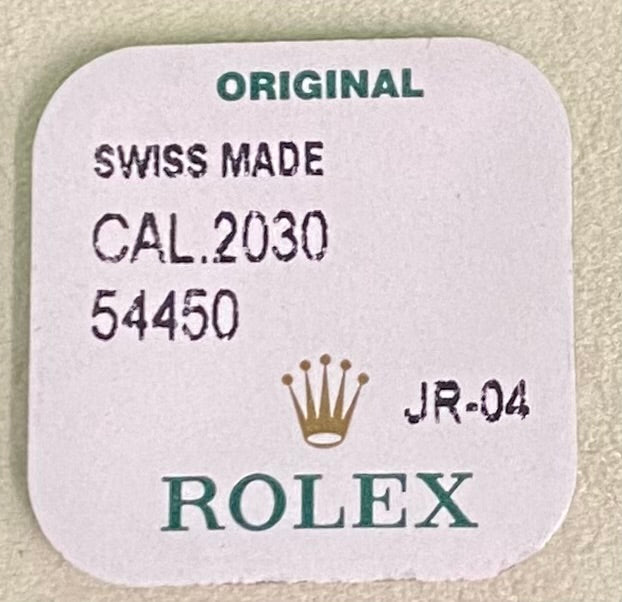 ORIGINAL
SWISS MADE
CAL.2030
54450
JR-04
ROLEX